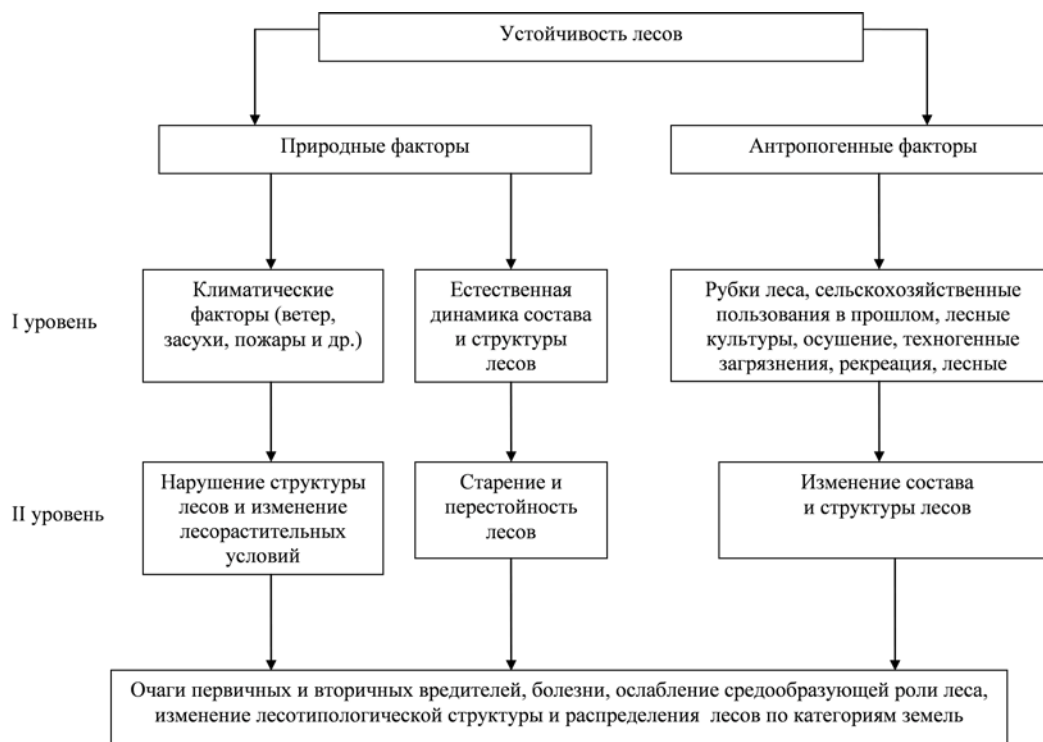 Устойчивость лесов
Природные факторы
Антропогенные факторы
I уровень
Климатические
факторы (ветер,
засухи, пожары и др.)
Естественная
динамика состава
и структуры
лесов
Рубки леса, сельскохозяйственные
пользования в прошлом, лесные
культуры, осушение, техногенные
загрязнения, рекреация, лесные
II уровень
Нарушение структуры
лесов и изменение
лесорастительных
условий
Старение и
перестойность
лесов
Изменение состава
и структуры лесов
Очаги первичных и вторичных вредителей, болезни, ослабление средообразующей роли леса,
изменение лесотипологической структуры и распределения лесов по категориям земель